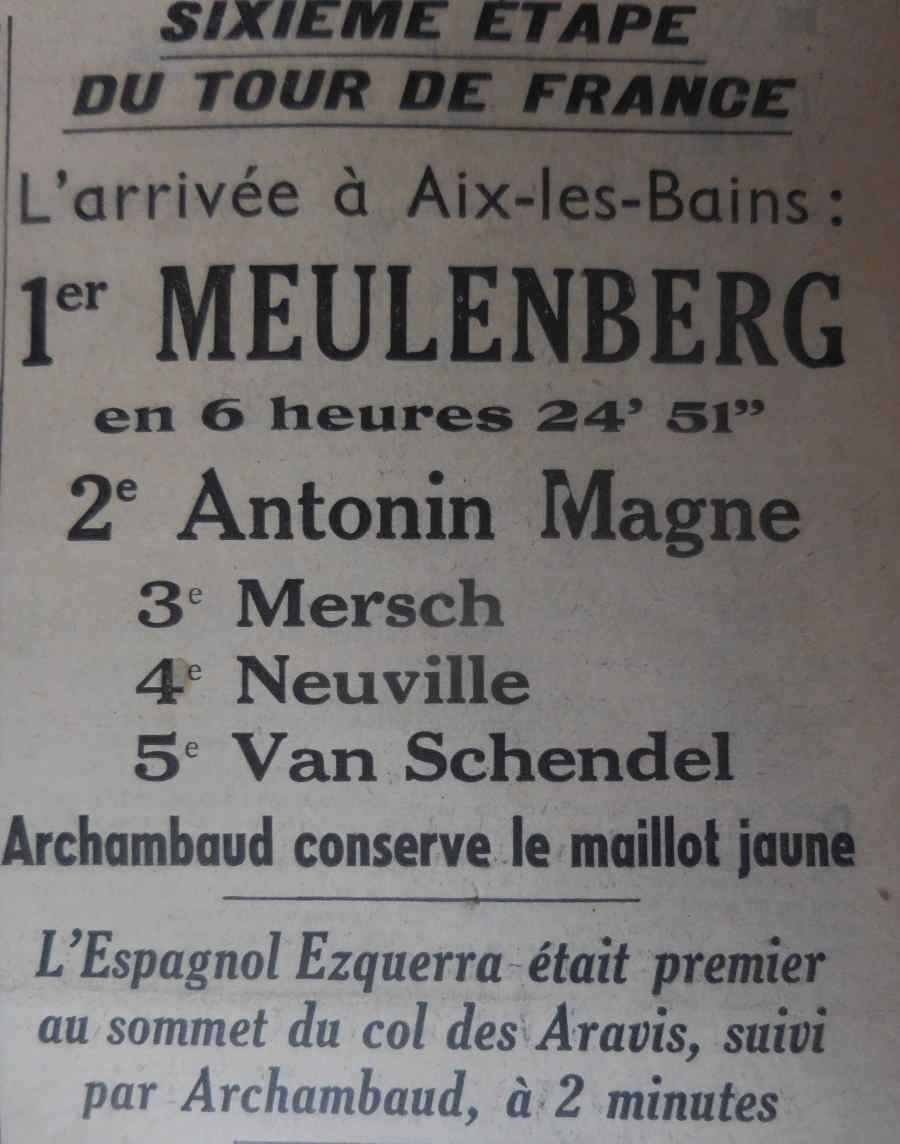 SIXIÈME ÉTAPE
DU TOUR DE FRANCE
L'arrivée à Aix-les-Bains :
1er MEULENBERG
en 6 heures 24' 51"
2e Antonin Magne
3e Mersch
4e Neuville
5e Van Schendel
Archambaud conserve le maillot jaune
L'Espagnol Ezquerra était premier
au sommet du col des Aravis, suivi
par Archambaud, à 2 minutes